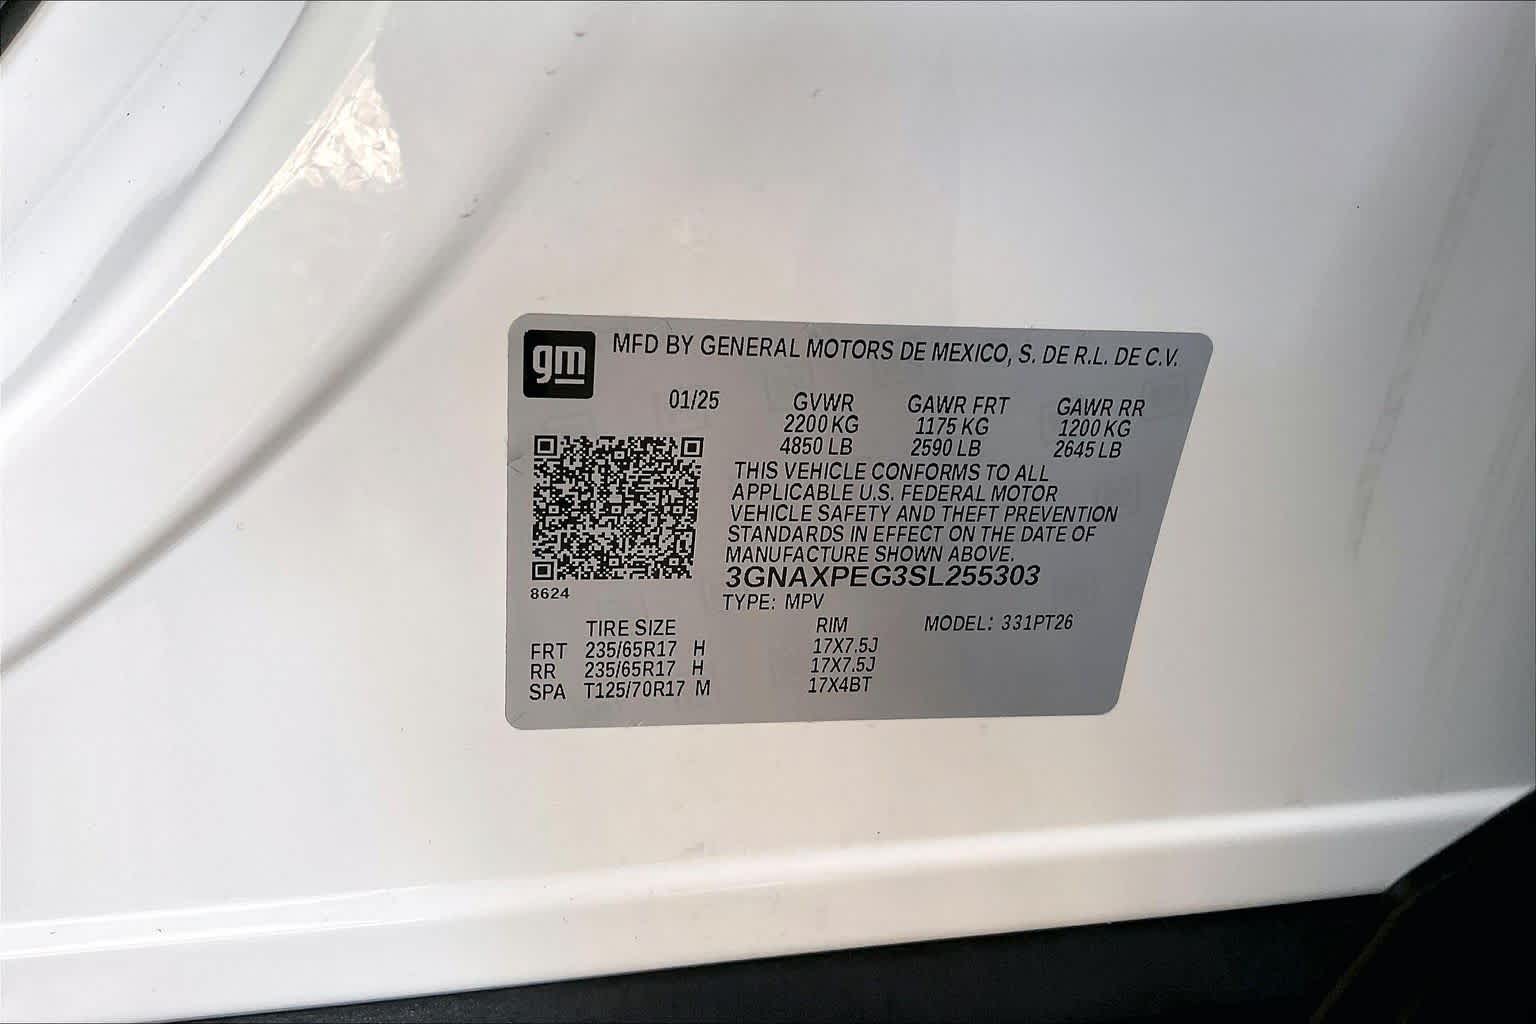 gm MFD BY GENERAL MOTORS DE MEXICO, S. DE R.L. DE C.V.
01/25 GVWR GAWR FRT GAWR RR
2200 KG 1175 KG 1200 KG
4850 LB 2590 LB 2645 LB
THIS VEHICLE CONFORMS TO ALL
APPLICABLE U.S. FEDERAL MOTOR
VEHICLE SAFETY AND THEFT PREVENTION
STANDARDS IN EFFECT ON THE DATE OF
MANUFACTURE SHOWN ABOVE.
3GNAXPEG3SL255303
8624
TYPE: MPV
TIRE SIZE RIM MODEL: 331PT26
FRT 235/65R17 H 17X7.5J
RR 235/65R17 H 17X7.5J
SPA T125/70R17 M 17X4BT